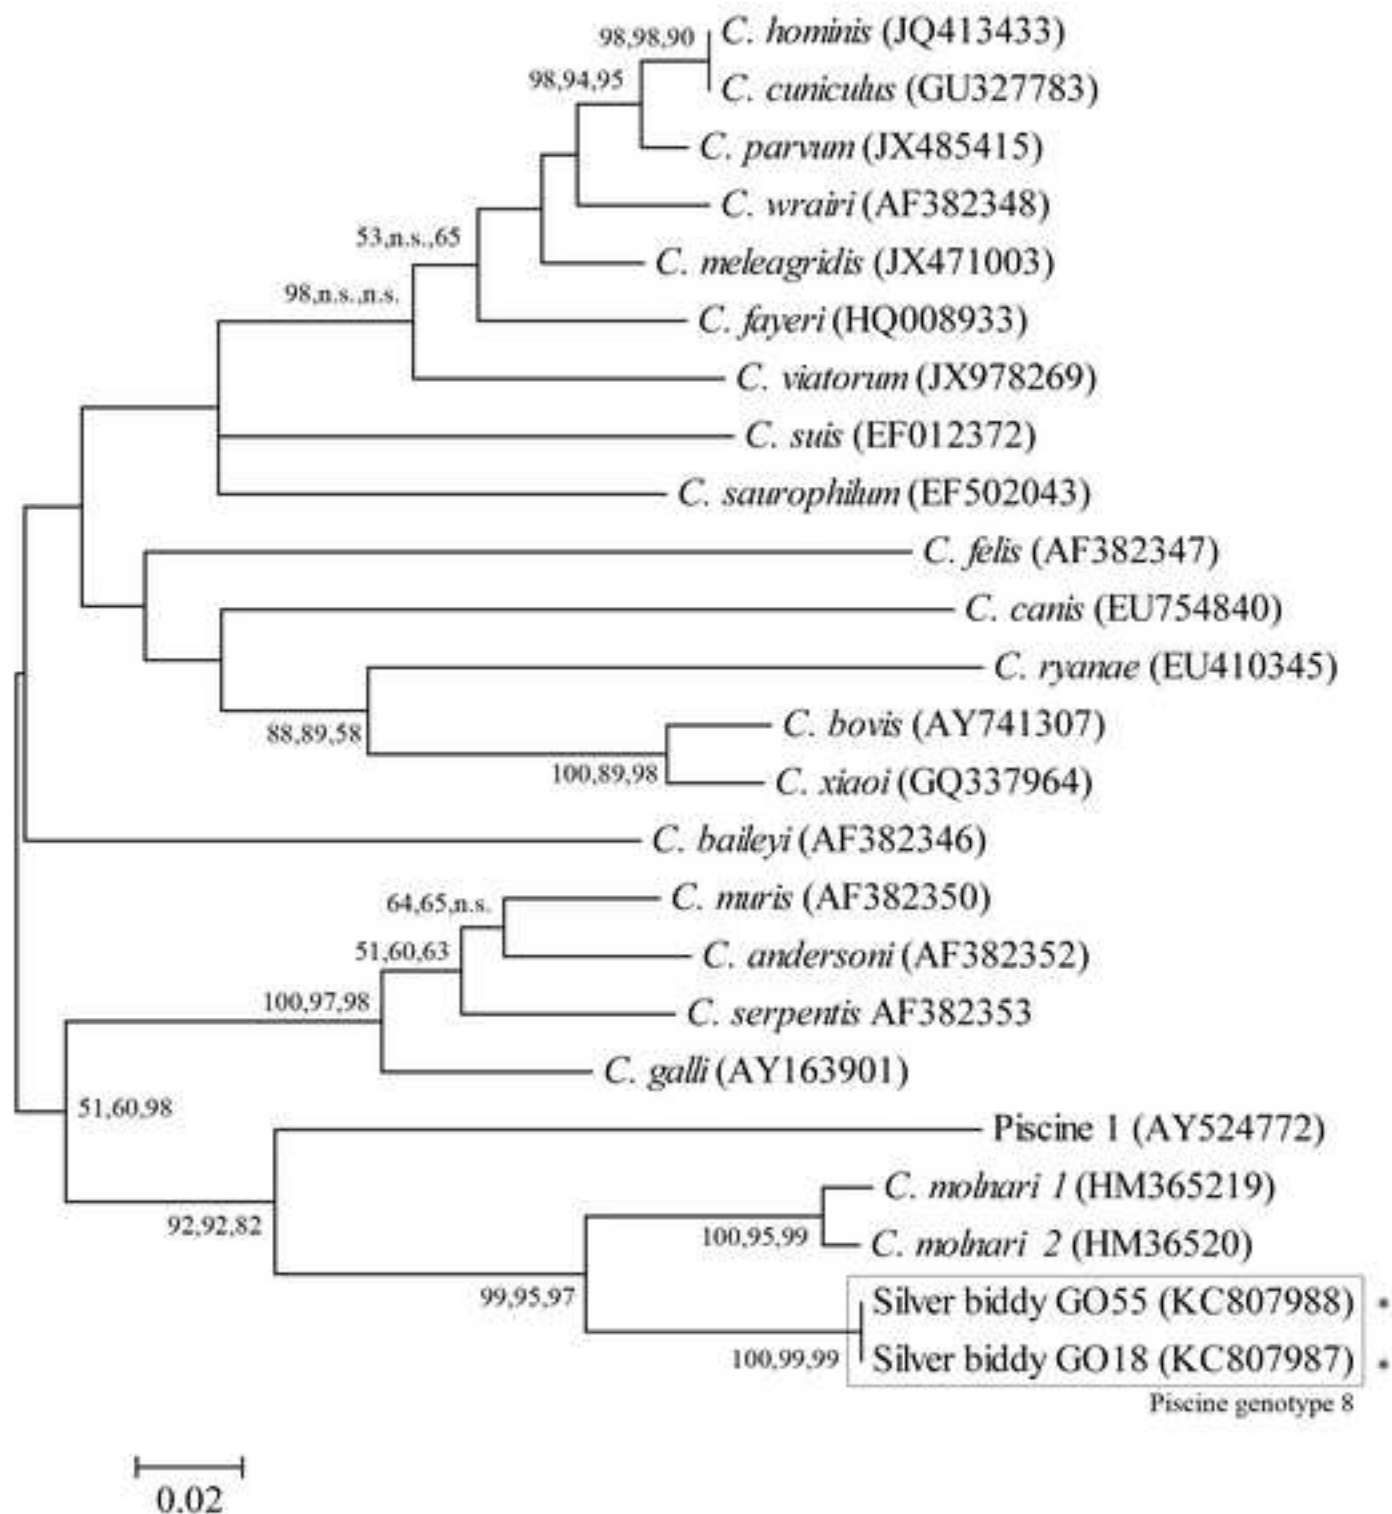 98,98,90
C. hominis (JQ413433)
98,94,95
C. cuniculus (GU327783)
C. parvum (JX485415)
C. wrairi (AF382348)
53,n.s.,65
C. meleagridis (JX471003)
98,n.s.,n.s.
C. fayeri (HQ008933)
C. viatorum (JX978269)
C. suis (EF012372)
C. saurophilum (EF502043)
C. felis (AF382347)
C. canis (EU754840)
C. ryanae (EU410345)
88,89,58
C. bovis (AY741307)
100,89,98
C. xiaoi (GQ337964)
C. baileyi (AF382346)
64,65,n.s.
C. muris (AF382350)
51,60,63
C. andersoni (AF382352)
100,97,98
C. serpentis AF382353
C. galli (AY163901)
51,60,98
Piscine 1 (AY524772)
C. molnari 1 (HM365219)
92,92,82
100,95,99
C. molnari 2 (HM36520)
99,95,97
Silver biddy GO55 (KC807988) *
100,99,99
Silver biddy GO18 (KC807987) *
Piscine genotype 8
0.02